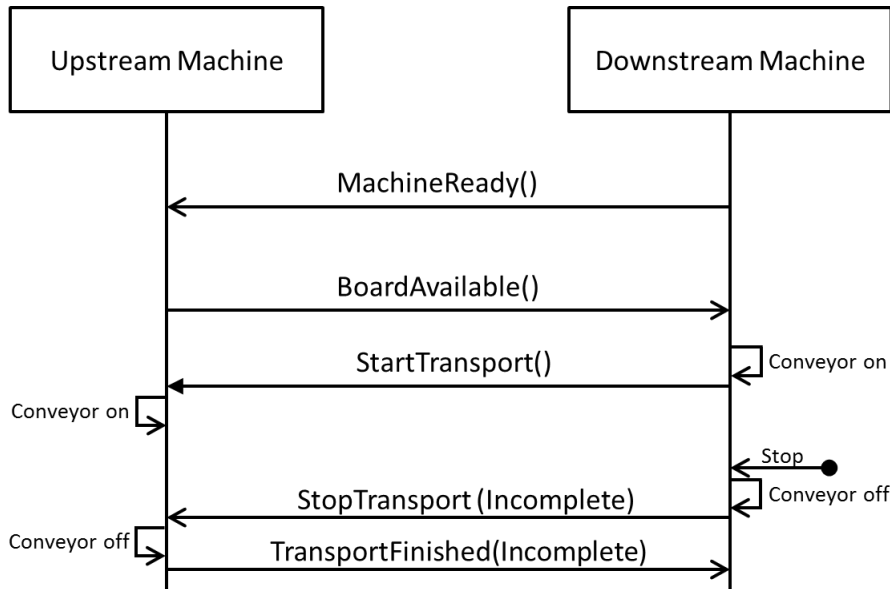 Upstream Machine
Downstream Machine
MachineReady()
BoardAvailable()
StartTransport()
Conveyor on
Conveyor on
Stop
StopTransport (Incomplete)
Conveyor off
Conveyor off
TransportFinished(Incomplete)